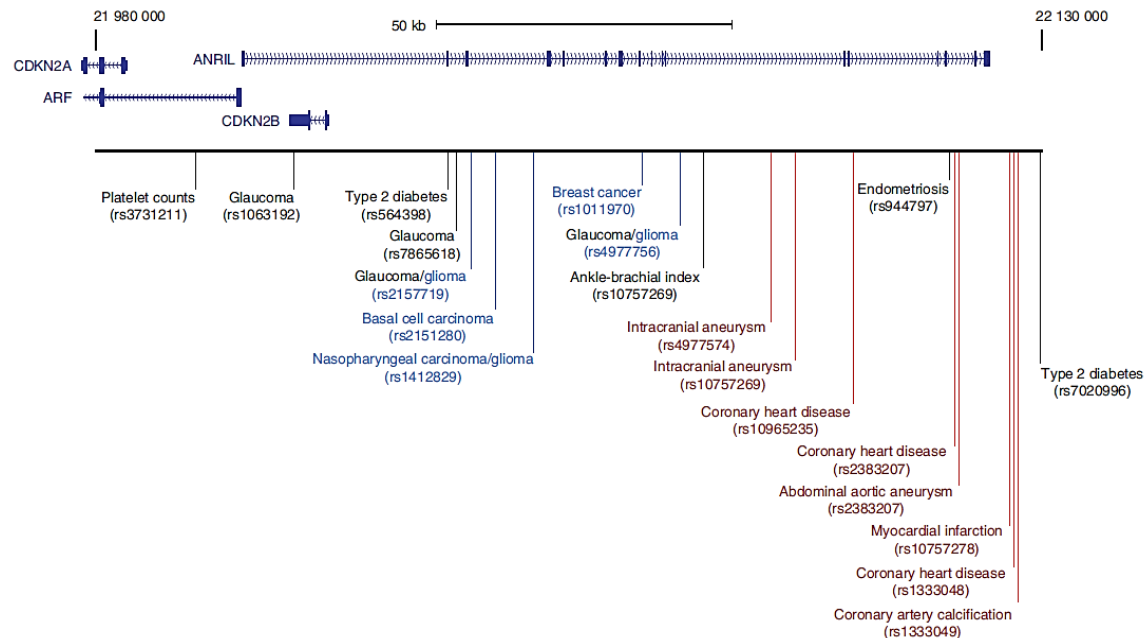 21 980 000
50 kb
22 130 000
CDKN2A
ANRIL
ARF
CDKN2B
Platelet counts
(rs3731211)
Glaucoma
(rs1063192)
Type 2 diabetes
(rs564398)
Glaucoma
(rs7865618)
Glaucoma/glioma
(rs2157719)
Basal cell carcinoma
(rs2151280)
Nasopharyngeal carcinoma/glioma
(rs1412829)
Breast cancer
(rs1011970)
Glaucoma/glioma
(rs4977756)
Ankle-brachial index
(rs10757269)
Intracranial aneurysm
(rs4977574)
Intracranial aneurysm
(rs10757269)
Coronary heart disease
(rs10965235)
Endometriosis
(rs944797)
Coronary heart disease
(rs2383207)
Abdominal aortic aneurysm
(rs2383207)
Myocardial infarction
(rs10757278)
Coronary heart disease
(rs1333048)
Coronary artery calcification
(rs1333049)
Type 2 diabetes
(rs7020996)